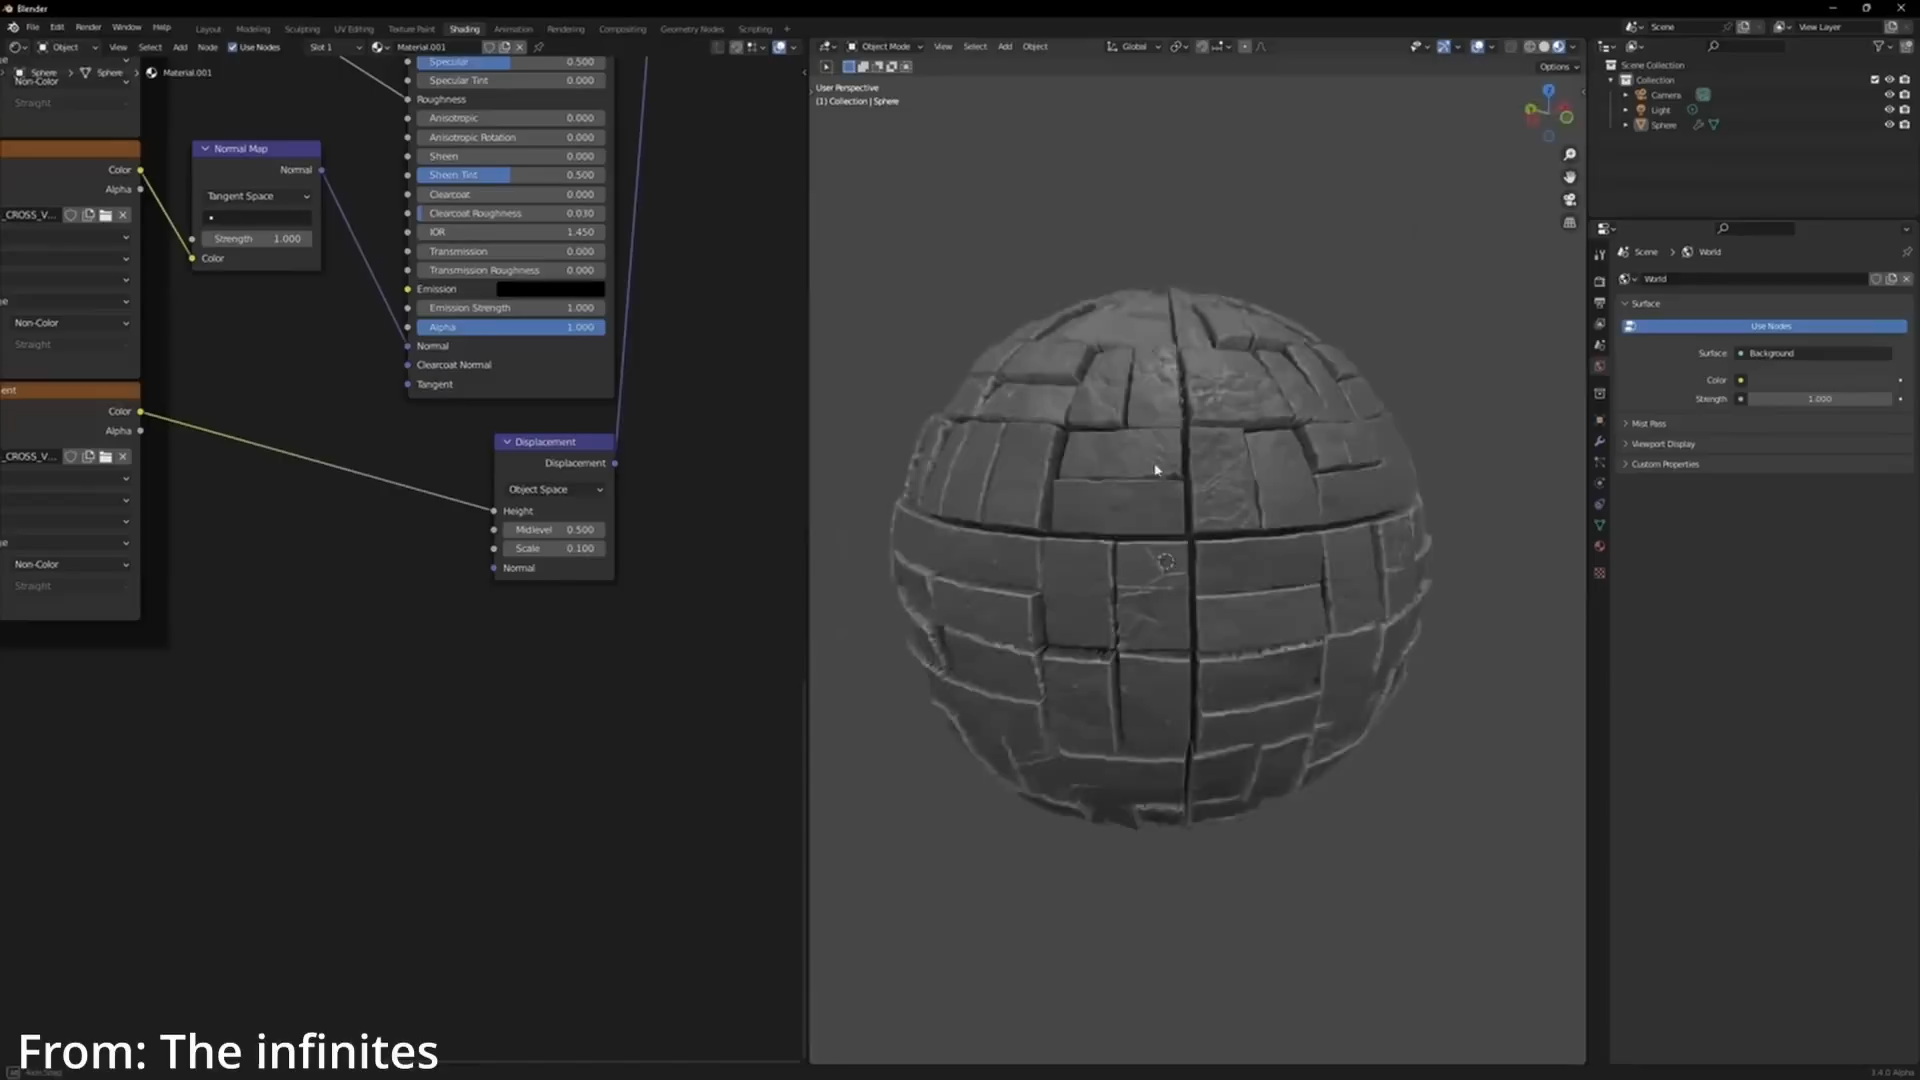 Blender
File Edit Render Window Help Layout Modeling Sculpting UV Editing Texture Paint Shading Animation Rendering Compositing Geometry Nodes Scripting + Scene View Layer
Object View Select Add Node Use Nodes Slot 1 Material.001 Object Mode View Select Add Object Global
Options
Sphere > Sphere > Material.001
Non-Color
Straight
Color
Alpha
_CROSS_V...
Non-Color
Straight
ent
Color
Alpha
_CROSS_V...
Non-Color
Straight
Normal Map
Normal
Tangent Space
Strength 1.000
Color
Specular 0.500
Specular Tint 0.000
Roughness
Anisotropic 0.000
Anisotropic Rotation 0.000
Sheen 0.000
Sheen Tint 0.500
Clearcoat 0.000
Clearcoat Roughness 0.030
IOR 1.450
Transmission 0.000
Transmission Roughness 0.000
Emission
Emission Strength 1.000
Alpha 1.000
Normal
Clearcoat Normal
Tangent
Displacement
Displacement
Object Space
Height
Midlevel 0.500
Scale 0.100
Normal
User Perspective
(1) Collection | Sphere
Scene Collection
Collection
Camera
Light
Sphere
Scene > World
World
Surface
Use Nodes
Surface Background
Color
Strength 1.000
Mist Pass
Viewport Display
Custom Properties
From: The infinites
3.4.0 Alpha